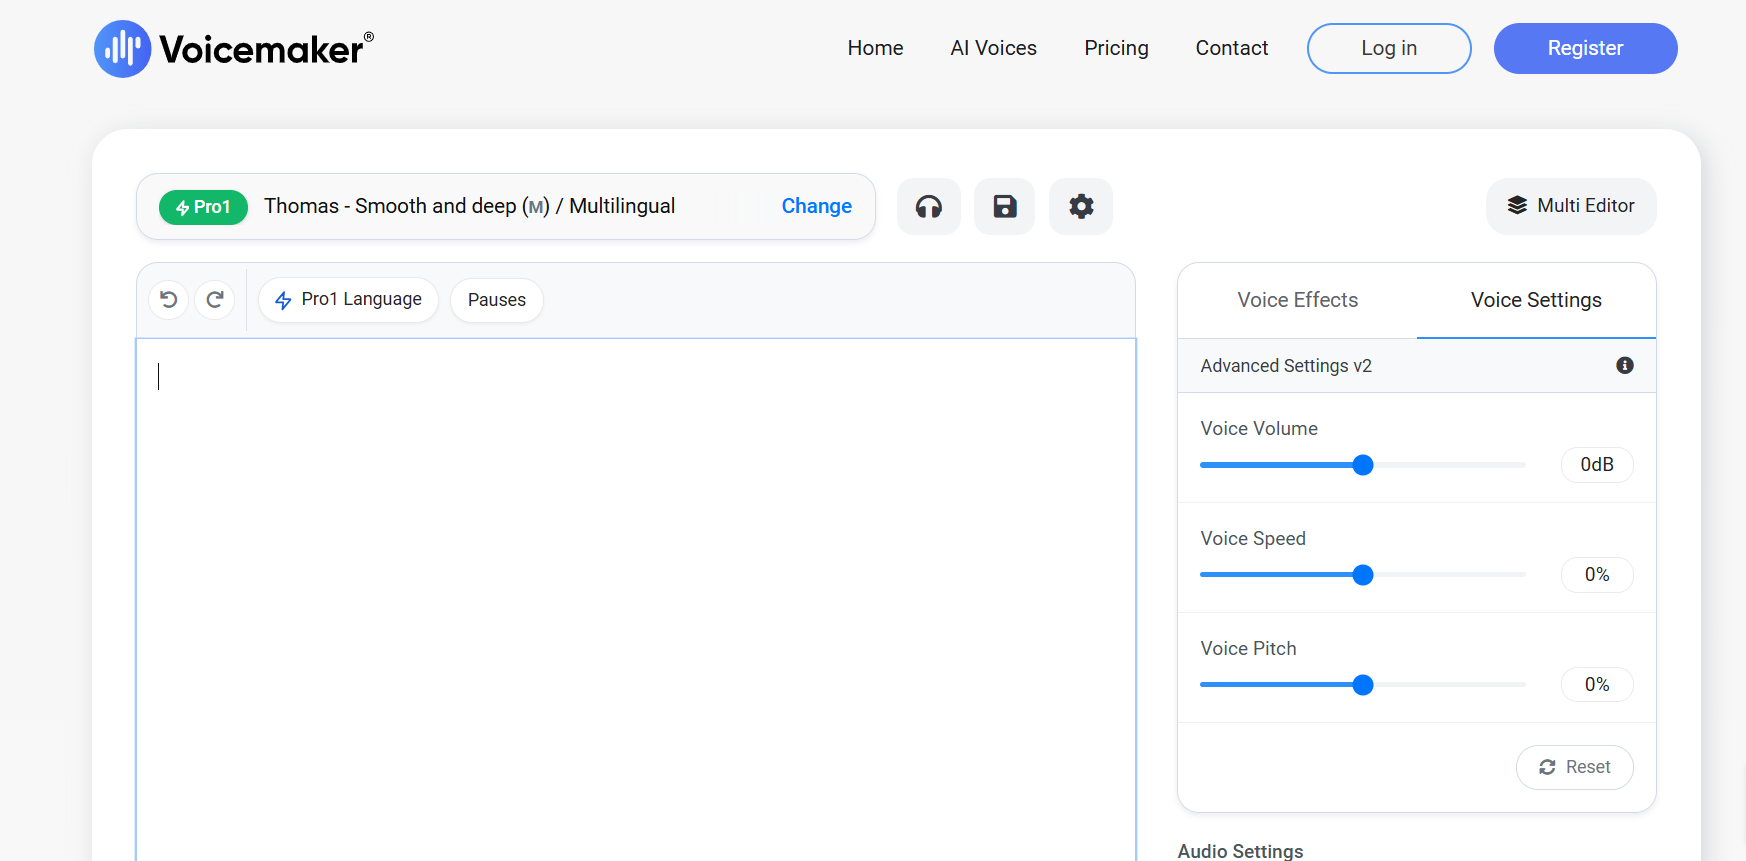 Voicemaker®
Home AI Voices Pricing Contact Log in Register
Pro1 Thomas - Smooth and deep (M) / Multilingual Change
Multi Editor
Pro1 Language Pauses
Voice Effects Voice Settings
Advanced Settings v2
Voice Volume
0dB
Voice Speed
0%
Voice Pitch
0%
Reset
Audio Settings